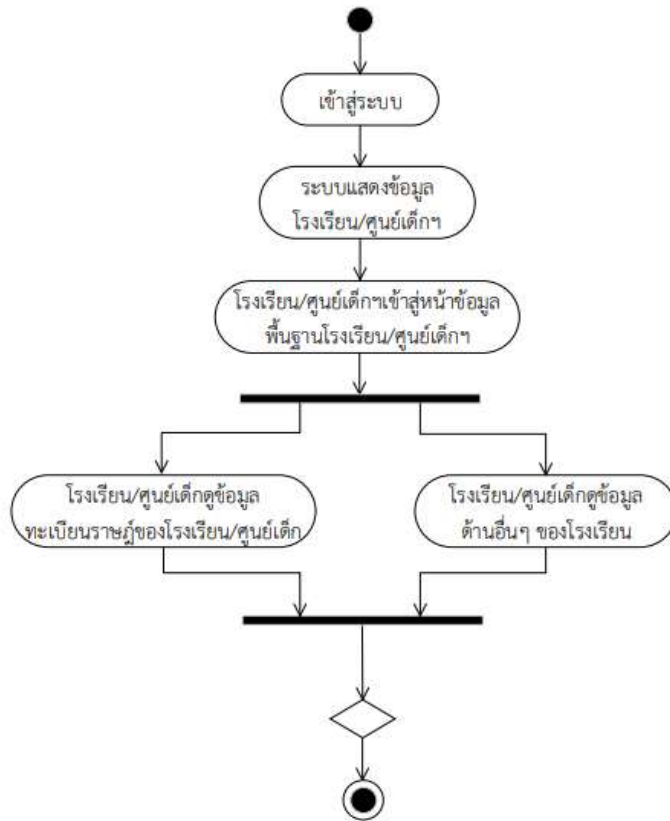 เข้าสู่ระบบ
ระบบแสดงข้อมูล
โรงเรียน/ศูนย์เด็กฯ
โรงเรียน/ศูนย์เด็กฯเข้าสู่หน้าข้อมูล
พื้นฐานโรงเรียน/ศูนย์เด็กฯ
โรงเรียน/ศูนย์เด็กดูข้อมูล
ทะเบียนราษฎ์ของโรงเรียน/ศูนย์เด็ก
โรงเรียน/ศูนย์เด็กดูข้อมูล
ด้านอื่นๆ ของโรงเรียน